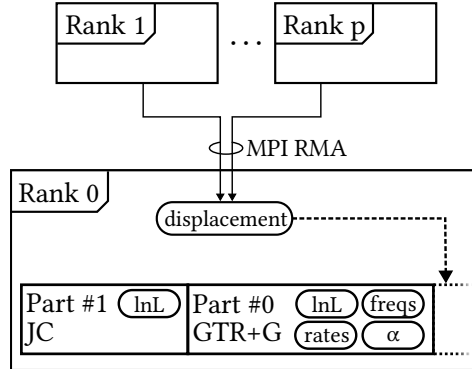 Rank 1
...
Rank p
MPI RMA
Rank 0
displacement
Part #1 lnL
JC
Part #0 lnL freqs
GTR+G rates α